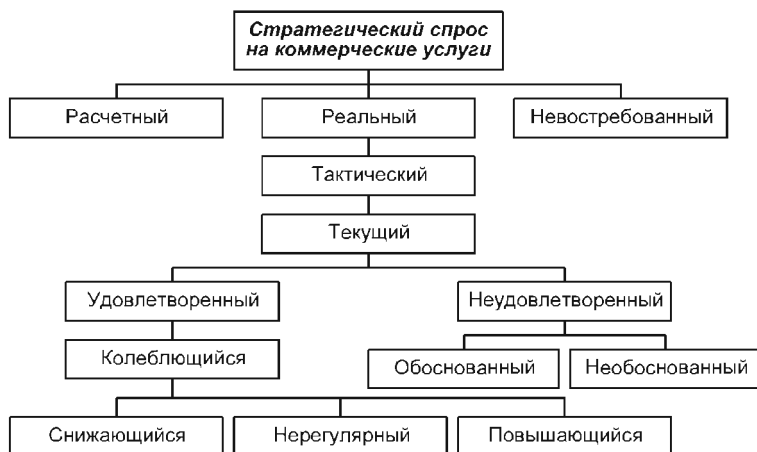 Стратегический спрос
на коммерческие услуги
Расчетный
Реальный
Невостребованный
Тактический
Текущий
Удовлетворенный
Неудовлетворенный
Колеблющийся
Обоснованный
Необоснованный
Снижающийся
Нерегулярный
Повышающийся